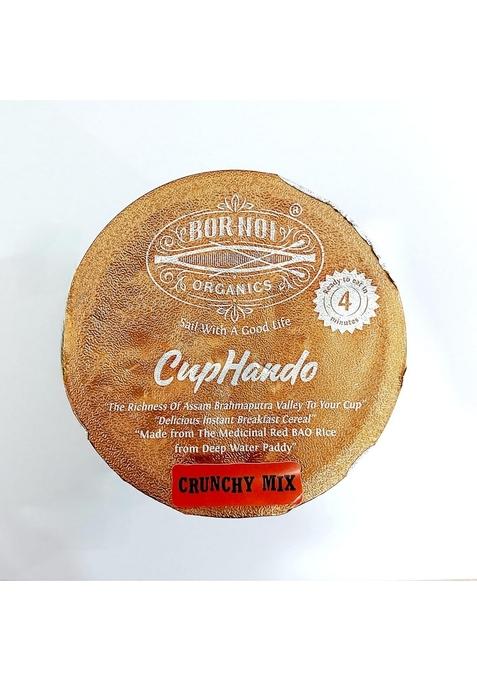 BOR-NOI
®
ORGANICS
Sail With A Good Life
Ready to eat in
4
minutes
CupHando
"The Richness Of Assam Brahmaputra Valley To Your Cup"
"Delicious Instant Breakfast Cereal"
"Made from The Medicinal Red BAO Rice
from Deep Water Paddy"
CRUNCHY MIX